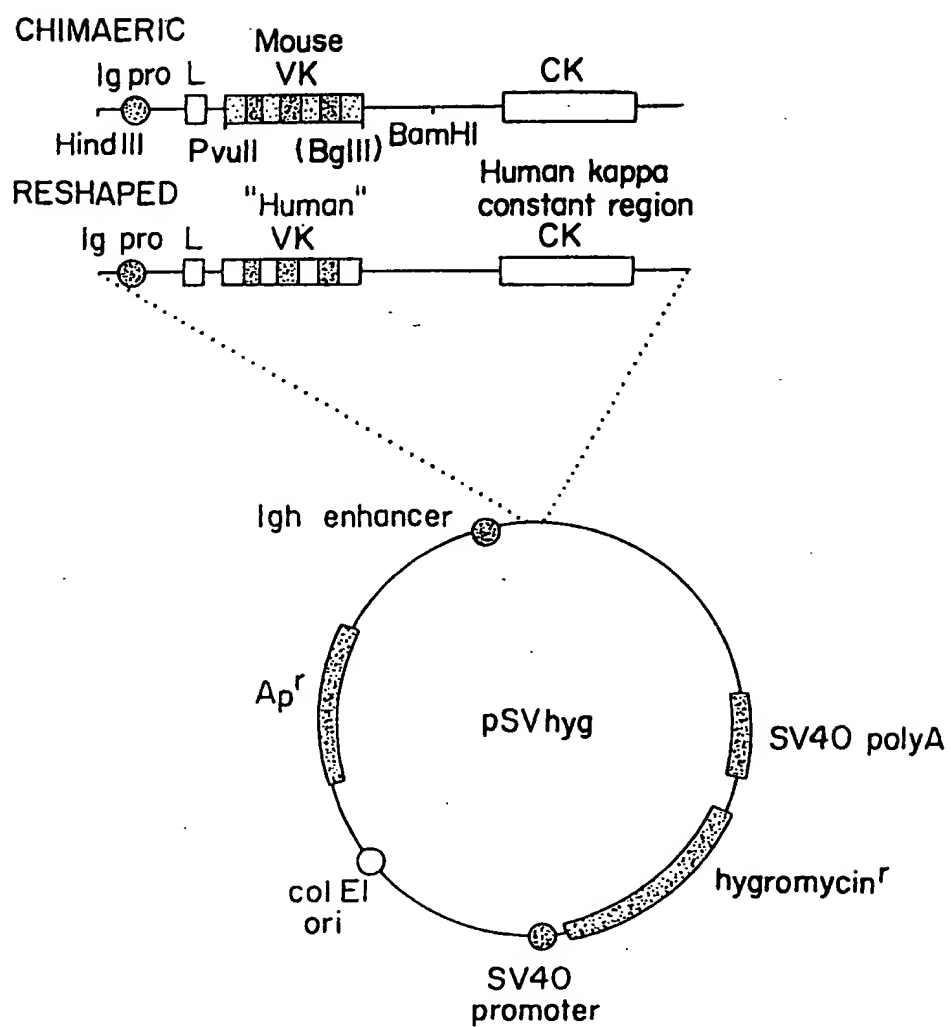 CHIMAERIC
Mouse
Ig pro L VK CK
HindIII PvuII (BglII) BamHI
RESHAPED
"Human" Human kappa
constant region
Ig pro L VK CK
Igh enhancer
Ap^r
pSVhyg
SV40 polyA
hygromycin^r
col EI
ori
SV40
promoter